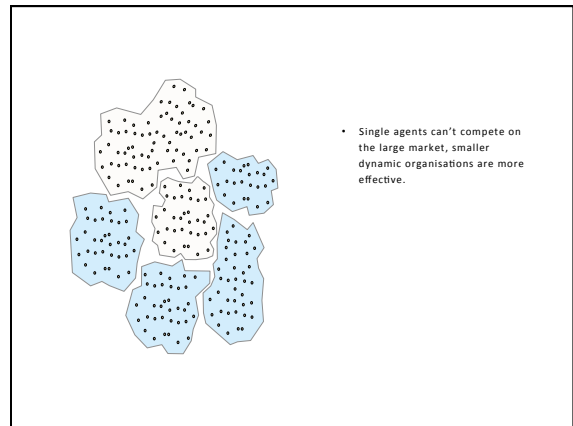 • Single agents can't compete on
the large market, smaller
dynamic organisations are more
effective.